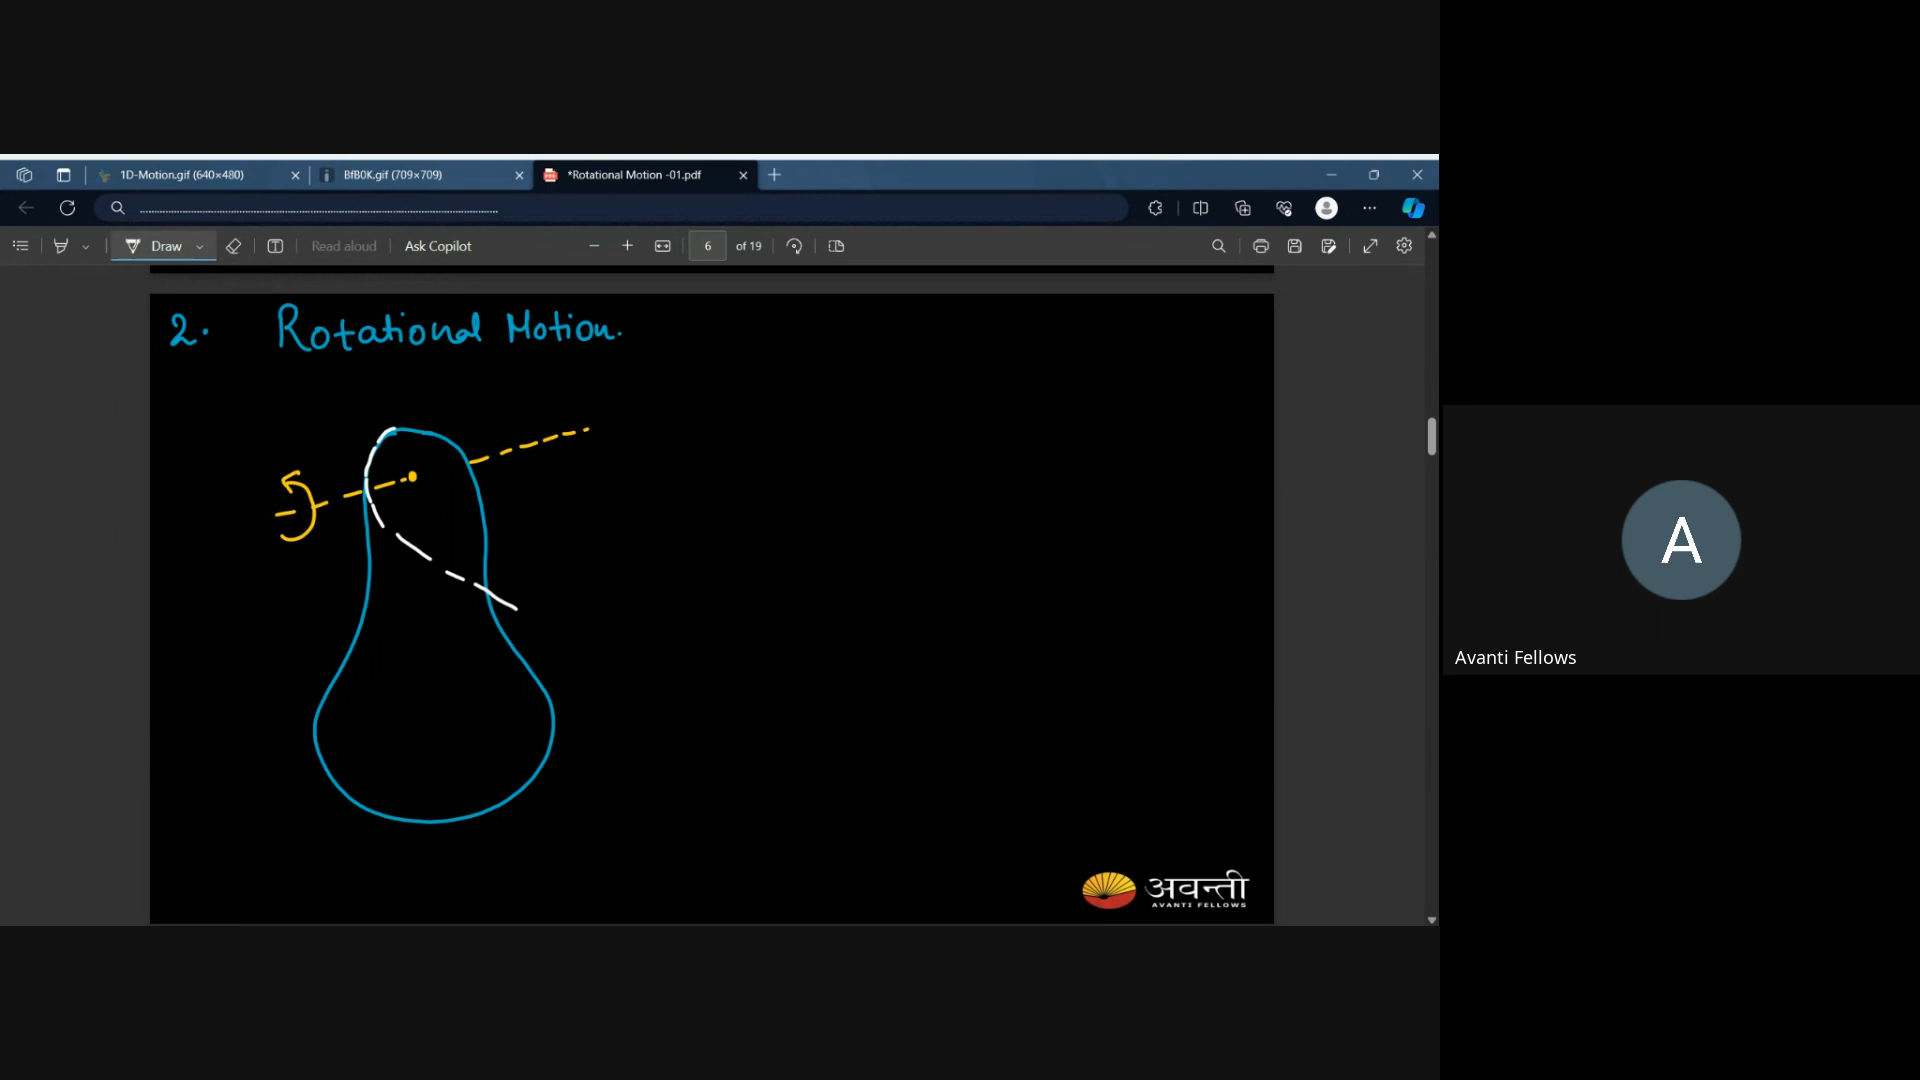 1D-Motion.gif (640×480)
BfB0K.gif (709×709)
*Rotational Motion -01.pdf
Draw
Read aloud
Ask Copilot
6 of 19
2. Rotational Motion.
A
Avanti Fellows
अवन्ती
AVANTI FELLOWS